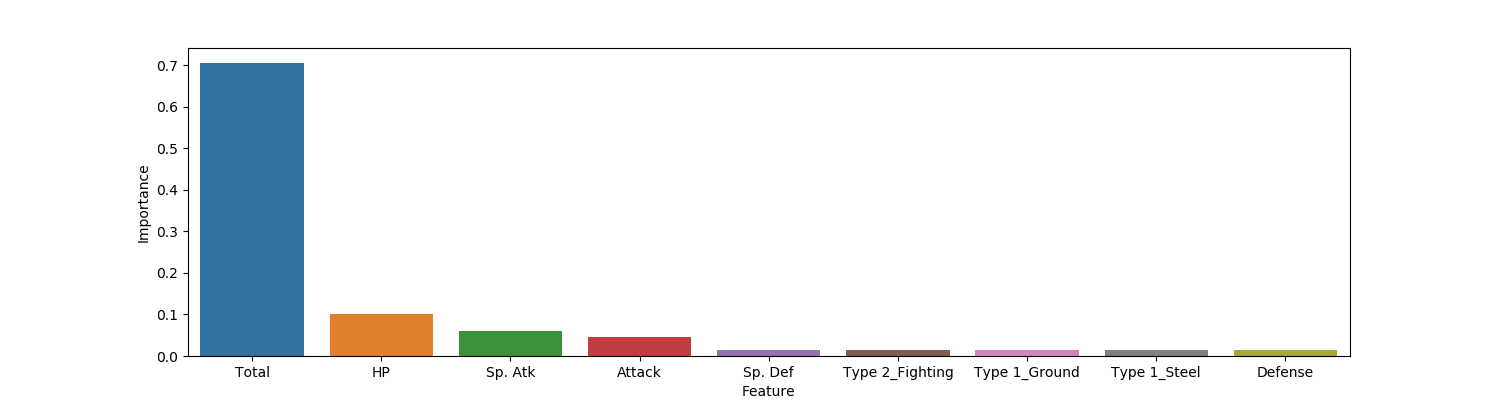 0.7
0.6
0.5
0.4
0.3
0.2
0.1
0.0
Importance
Total HP Sp. Atk Attack Sp. Def Type 2_Fighting Type 1_Ground Type 1_Steel Defense
Feature